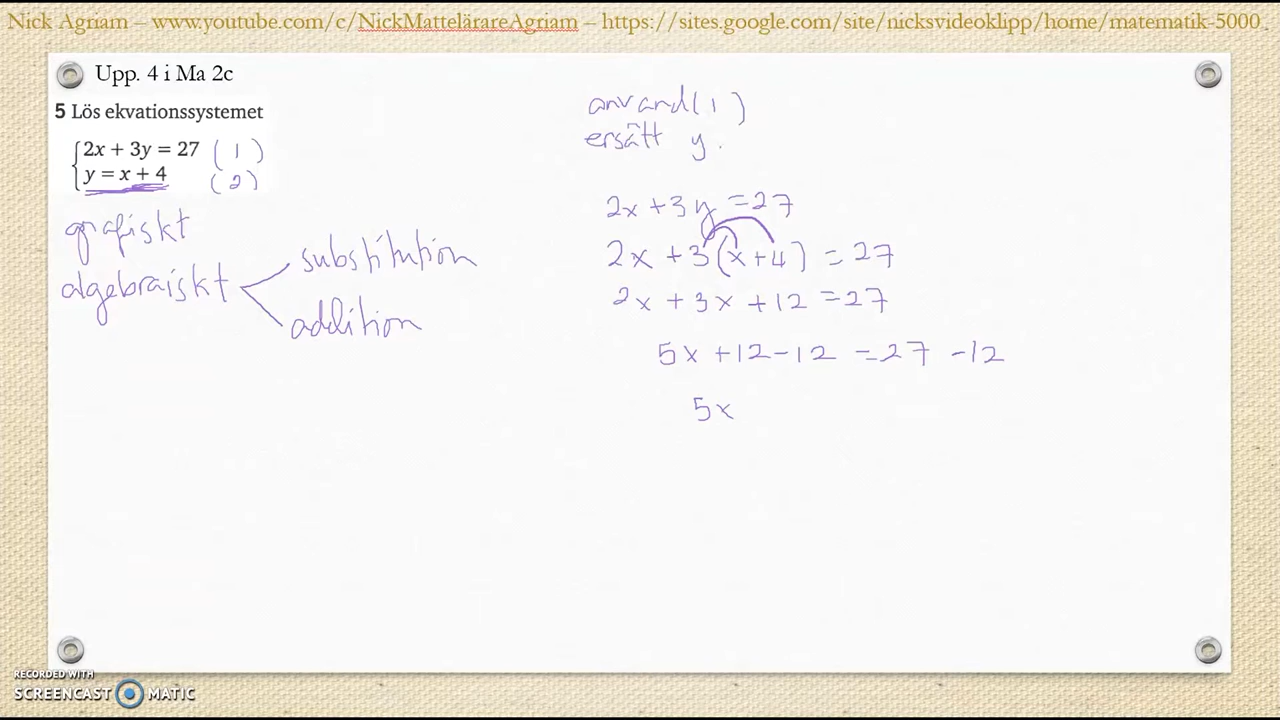 Nick Agriam – www.youtube.com/c/NickMattelärareAgriam – https://sites.google.com/site/nicksvideoklipp/home/matematik-5000
Upp. 4 i Ma 2c
5 Lös ekvationssystemet
2x + 3y = 27 (1)
y = x + 4 (2)
grafiskt
algebraiskt
substitution
addition
använd (1)
ersätt y.
2x + 3y = 27
2x + 3(x + 4) = 27
2x + 3x + 12 = 27
5x + 12 - 12 = 27 - 12
5x
RECORDED WITH
SCREENCAST MATIC